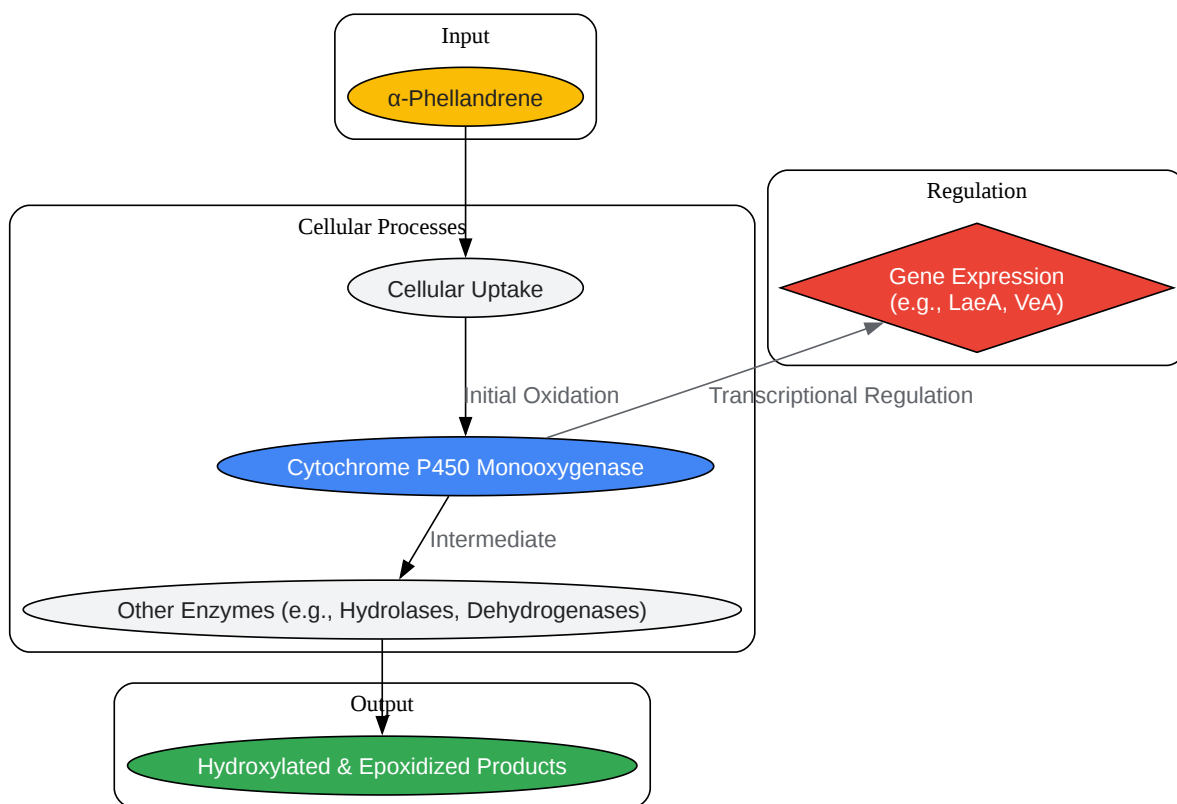 Input
α-Phellandrene
Regulation
Cellular Processes
Gene Expression
(e.g., LaeA, VeA)
Cellular Uptake
Initial Oxidation
Transcriptional Regulation
Cytochrome P450 Monooxygenase
Intermediate
Other Enzymes (e.g., Hydrolases, Dehydrogenases)
Output
Hydroxylated & Epoxidized Products